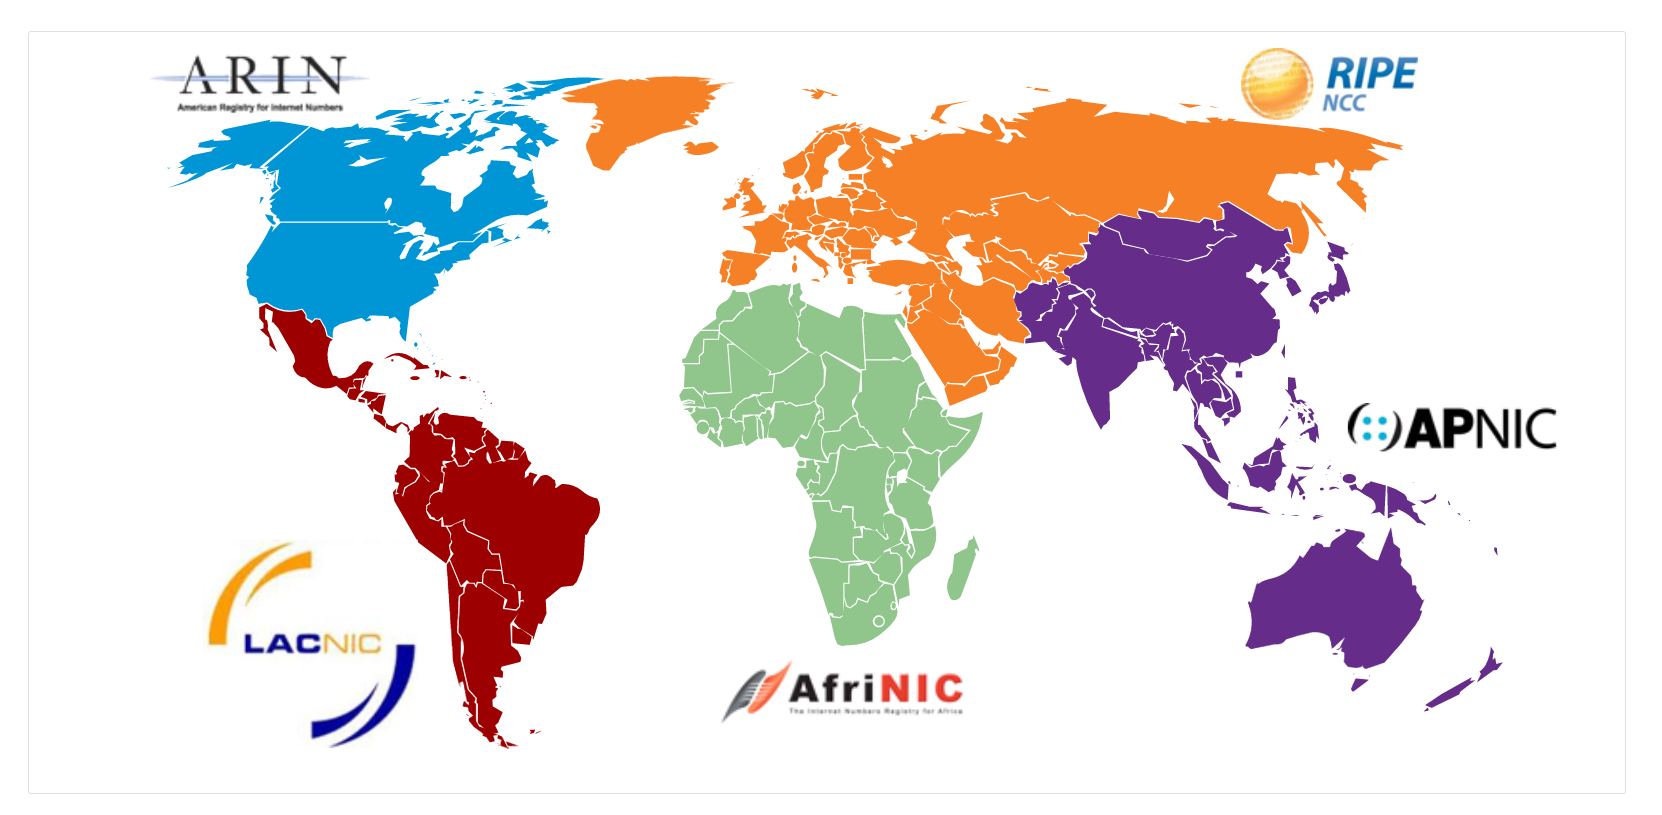 ARIN
American Registry for Internet Numbers
RIPE
NCC
APNIC
LACNIC
AfriNIC
The Internet Numbers Registry for Africa